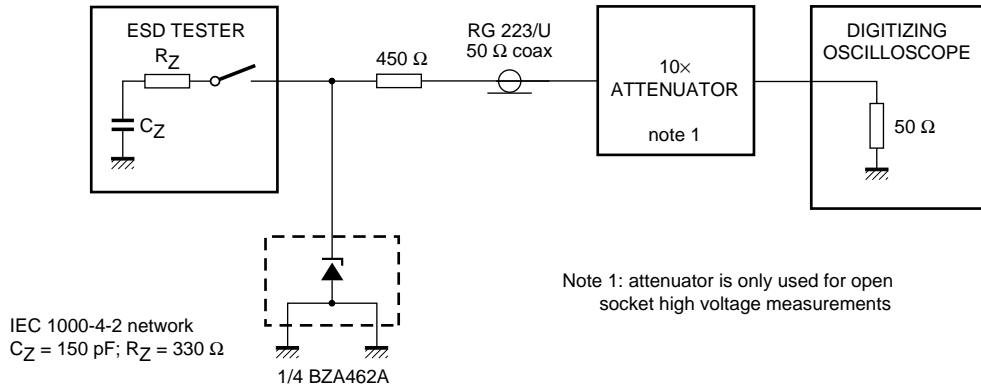 ESD TESTER
RZ
CZ
450 Ω
RG 223/U
50 Ω coax
10×
ATTENUATOR
note 1
DIGITIZING
OSCILLOSCOPE
50 Ω
Note 1: attenuator is only used for open
socket high voltage measurements
IEC 1000-4-2 network
CZ = 150 pF; RZ = 330 Ω
1/4 BZA462A